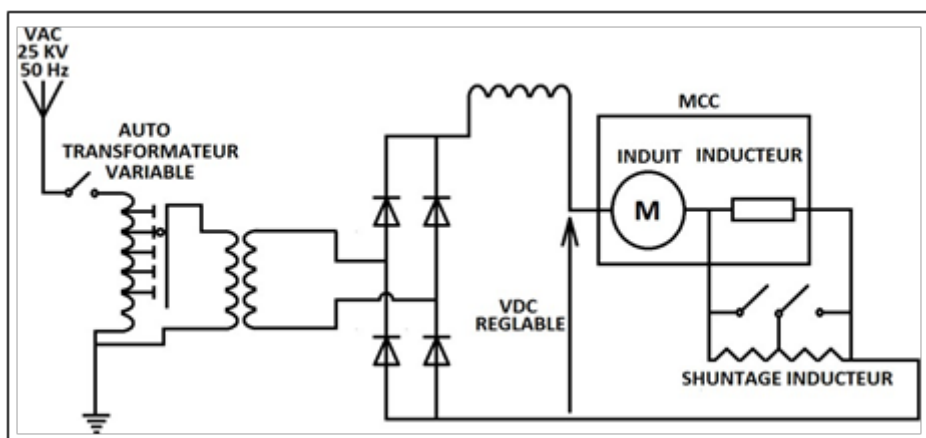 VAC
25 KV
50 Hz
AUTO
TRANSFORMATEUR
VARIABLE
MCC
INDUIT INDUCTEUR
M
VDC
REGLABLE
SHUNTAGE INDUCTEUR